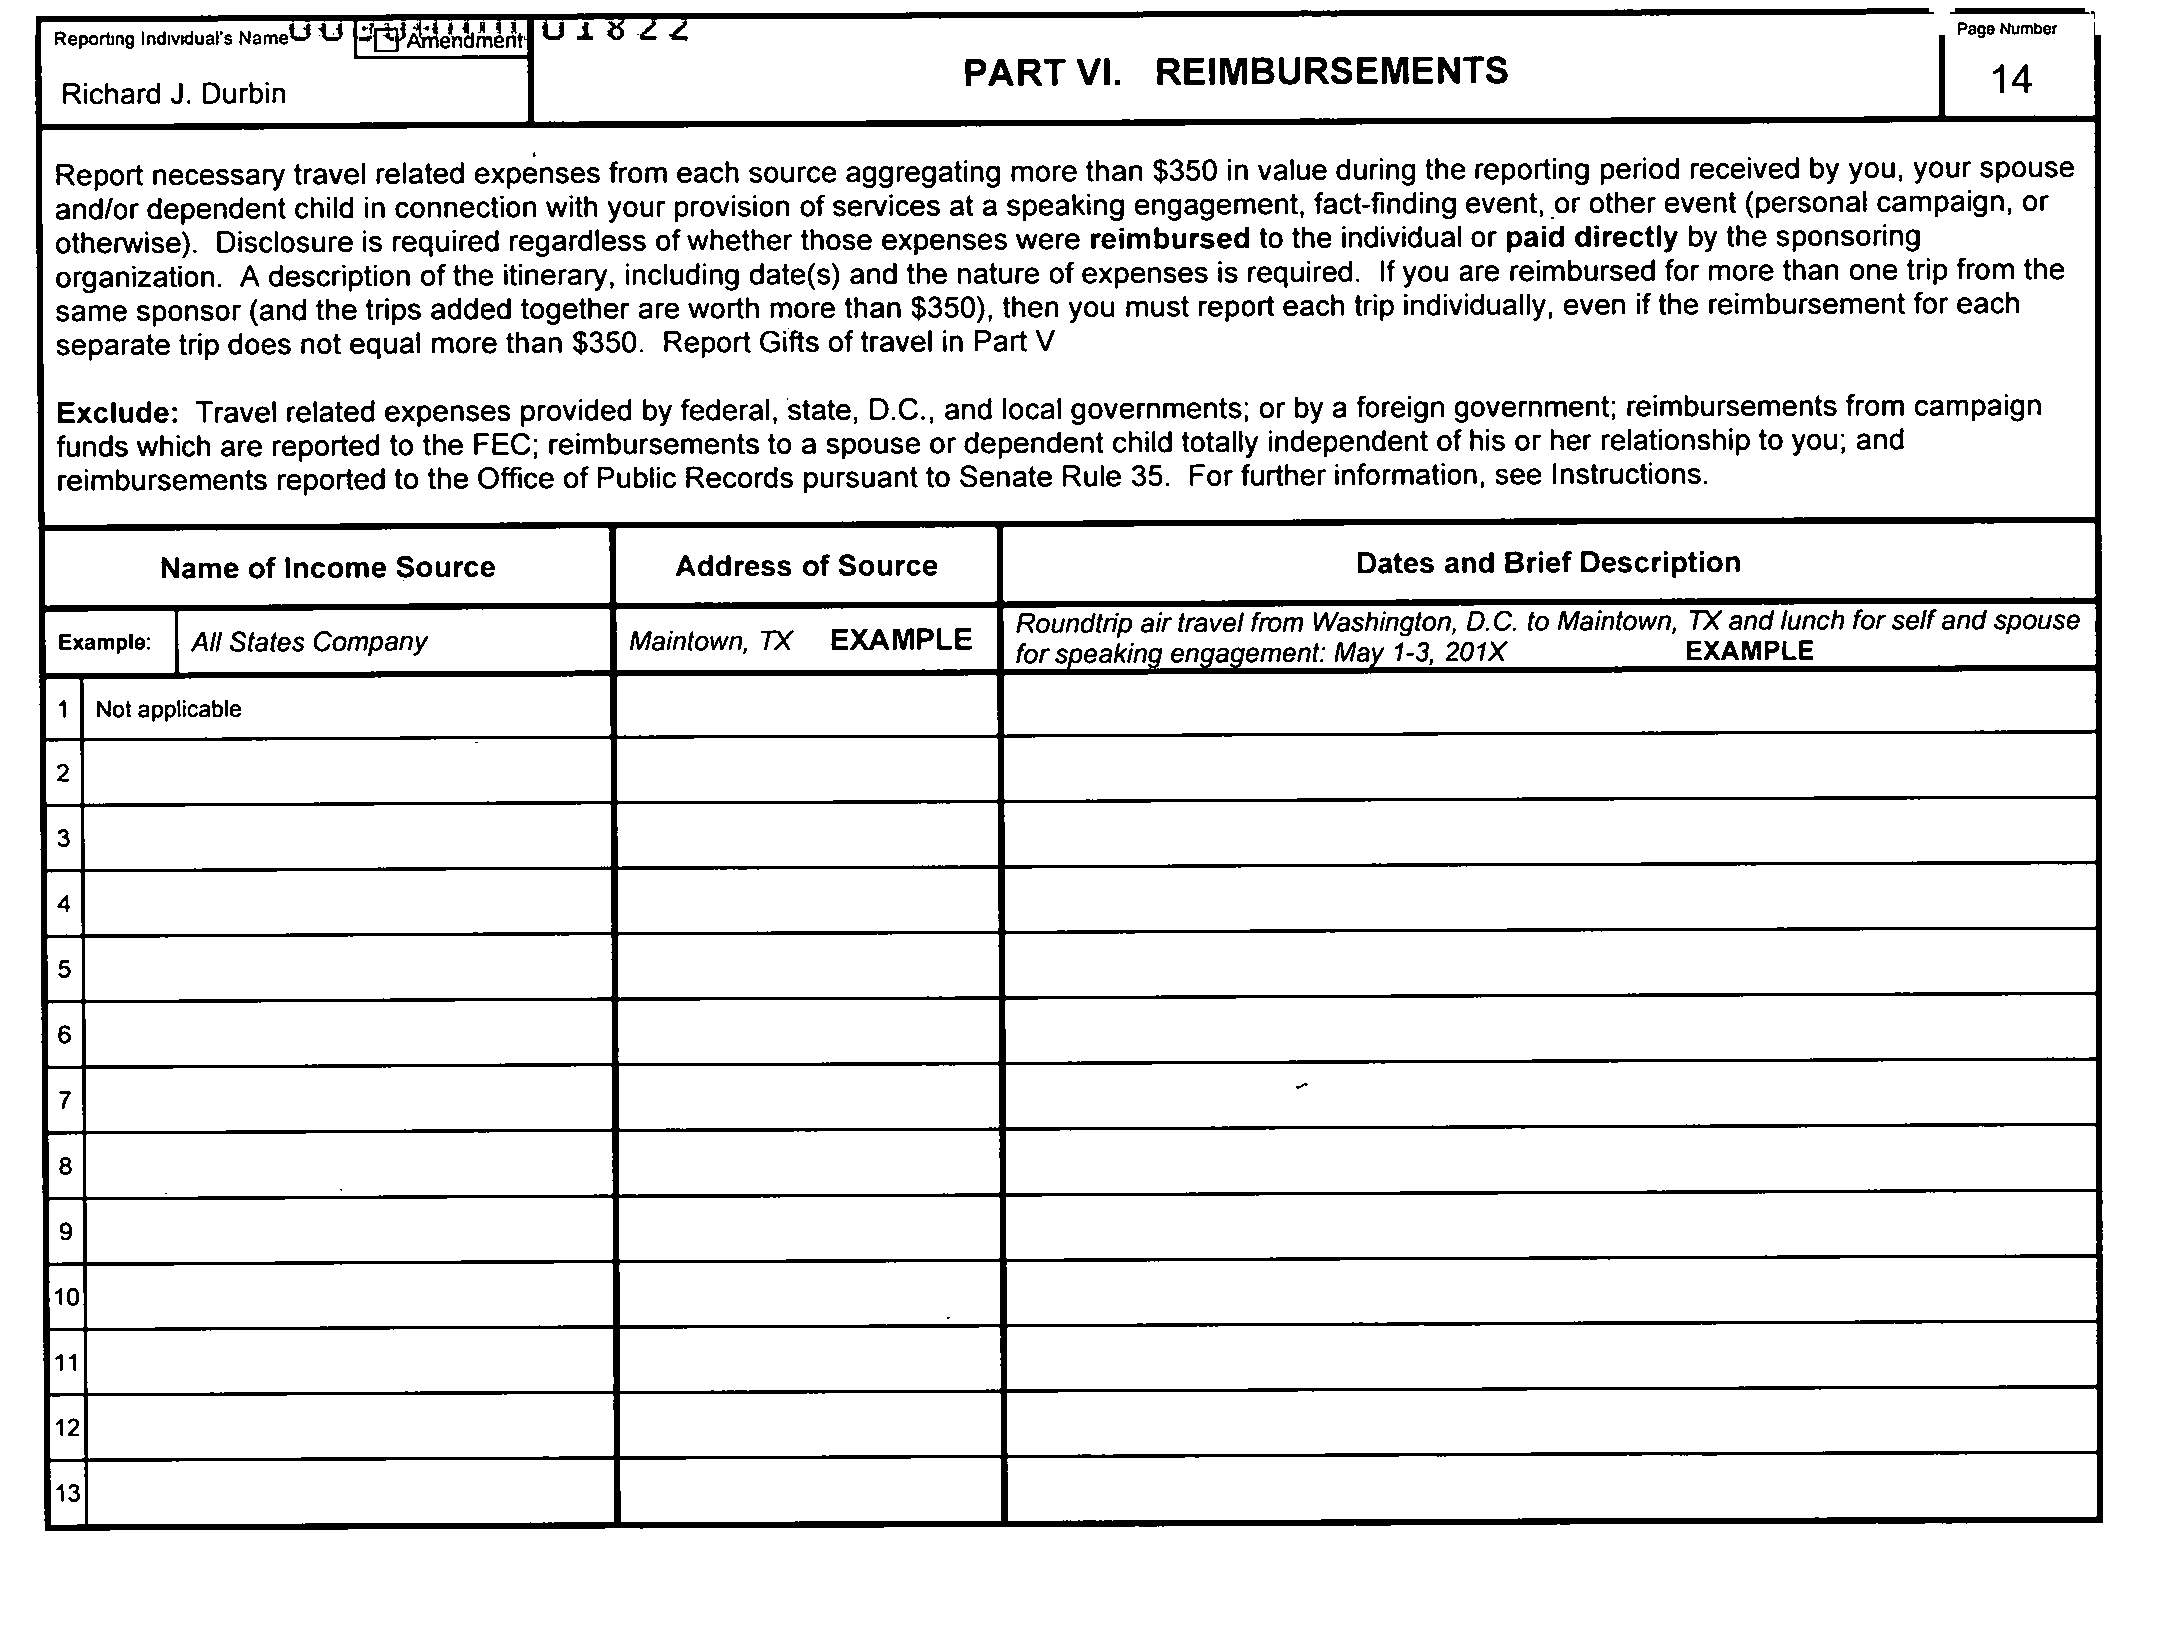 Reporting Individual's Name
Amendment
01822
Richard J. Durbin
PART VI. REIMBURSEMENTS
Page Number
14
Report necessary travel related expenses from each source aggregating more than $350 in value during the reporting period received by you, your spouse
and/or dependent child in connection with your provision of services at a speaking engagement, fact-finding event, or other event (personal campaign, or
otherwise). Disclosure is required regardless of whether those expenses were reimbursed to the individual or paid directly by the sponsoring
organization. A description of the itinerary, including date(s) and the nature of expenses is required. If you are reimbursed for more than one trip from the
same sponsor (and the trips added together are worth more than $350), then you must report each trip individually, even if the reimbursement for each
separate trip does not equal more than $350. Report Gifts of travel in Part V
Exclude: Travel related expenses provided by federal, state, D.C., and local governments; or by a foreign government; reimbursements from campaign
funds which are reported to the FEC; reimbursements to a spouse or dependent child totally independent of his or her relationship to you; and
reimbursements reported to the Office of Public Records pursuant to Senate Rule 35. For further information, see Instructions.
Name of Income Source
Address of Source
Dates and Brief Description
Example:
All States Company
Maintown, TX EXAMPLE
Roundtrip air travel from Washington, D.C. to Maintown, TX and lunch for self and spouse
for speaking engagement: May 1-3, 201X EXAMPLE
1 Not applicable
2
3
4
5
6
7
8
9
10
11
12
13